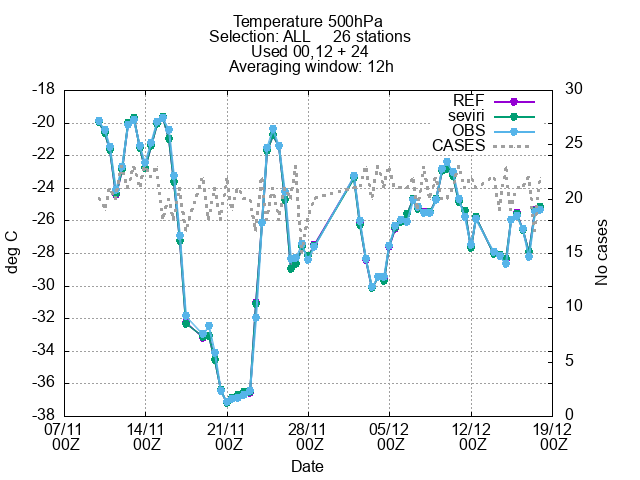 Temperature 500hPa
Selection: ALL 26 stations
Used 00,12 + 24
Averaging window: 12h
-18
-20
-22
-24
-26
-28
-30
-32
-34
-36
-38
deg C
30
25
20
15
10
5
0
No cases
REF
seviri
OBS
CASES
07/11 14/11 21/11 28/11 05/12 12/12 19/12
00Z 00Z 00Z 00Z 00Z 00Z 00Z
Date